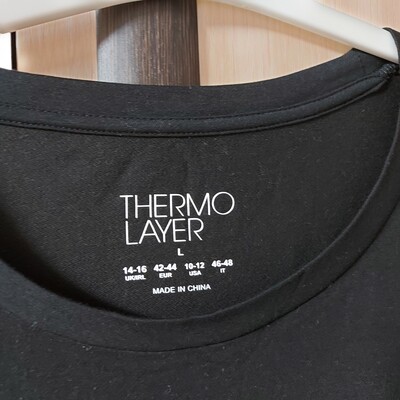 THERMO
LAYER
L
14-16 42-44 10-12 46-48
UK/IRL EUR USA IT
MADE IN CHINA